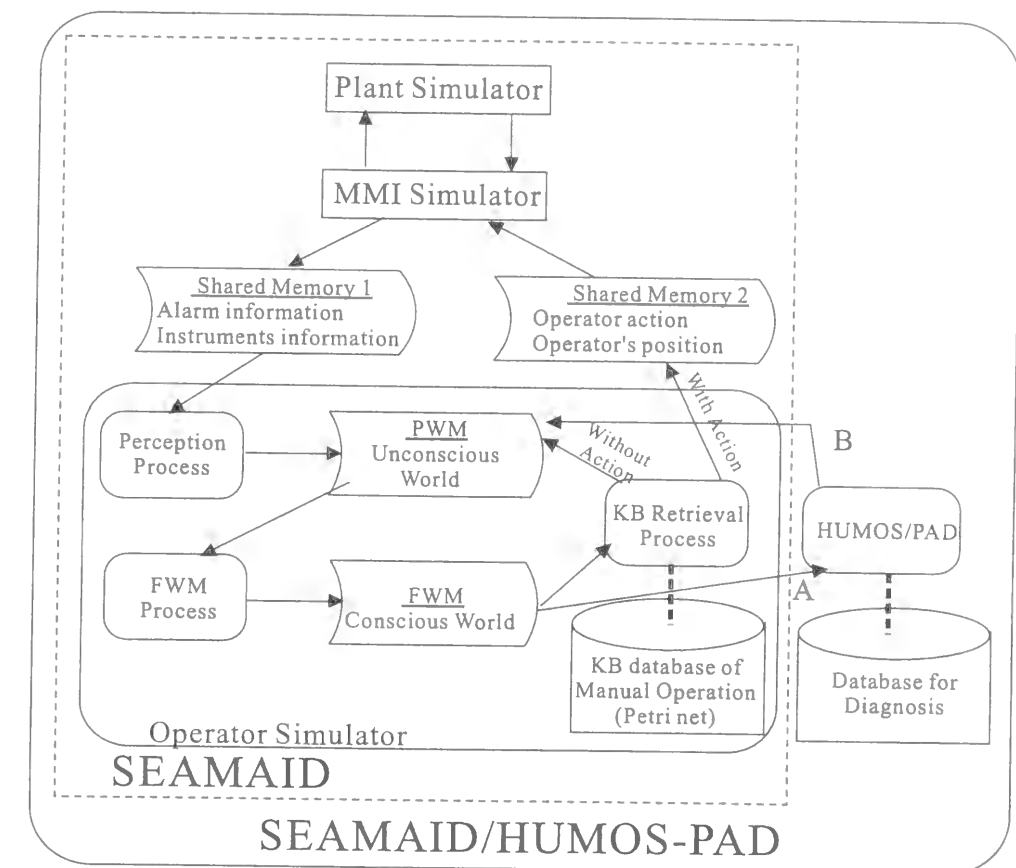 Plant Simulator
MMI Simulator
Shared Memory 1
Alarm information
Instruments information
Shared Memory 2
Operator action
Operator's position
With Action
Without
Action
Perception
Process
PWM
Unconscious
World
B
KB Retrieval
Process
HUMOS/PAD
FWM
Process
FWM
Conscious World
A
KB database of
Manual Operation
(Petri net)
Database for
Diagnosis
Operator Simulator
SEAMAID
SEAMAID/HUMOS-PAD